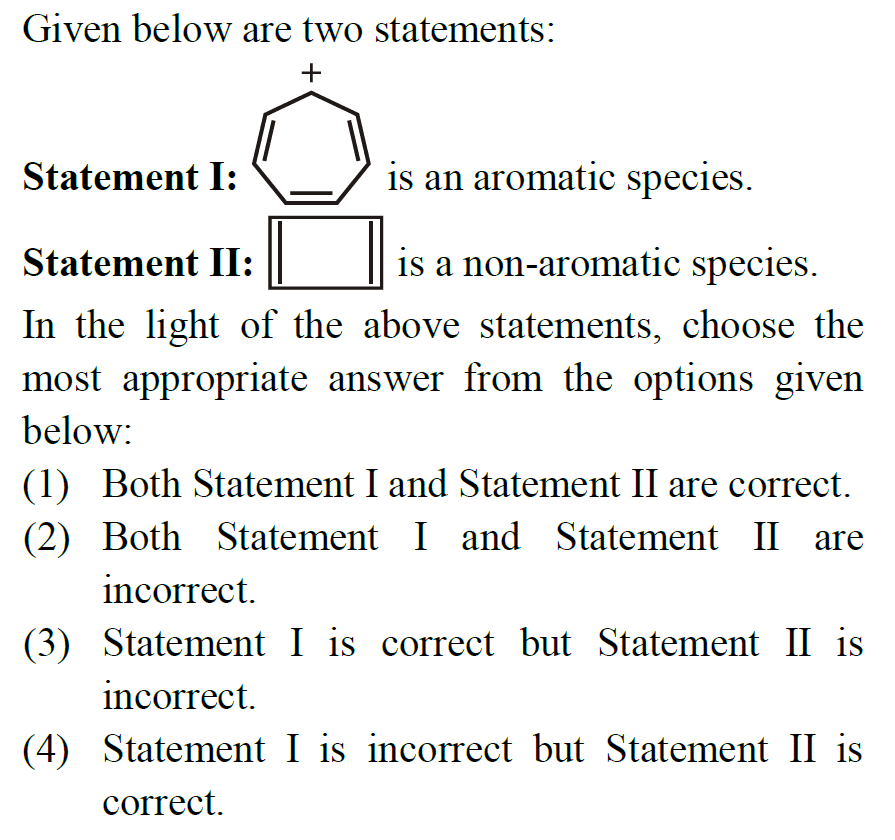 Given below are two statements:
+
Statement I: is an aromatic species.
Statement II: is a non-aromatic species.
In the light of the above statements, choose the
most appropriate answer from the options given
below:
(1) Both Statement I and Statement II are correct.
(2) Both Statement I and Statement II are
incorrect.
(3) Statement I is correct but Statement II is
incorrect.
(4) Statement I is incorrect but Statement II is
correct.